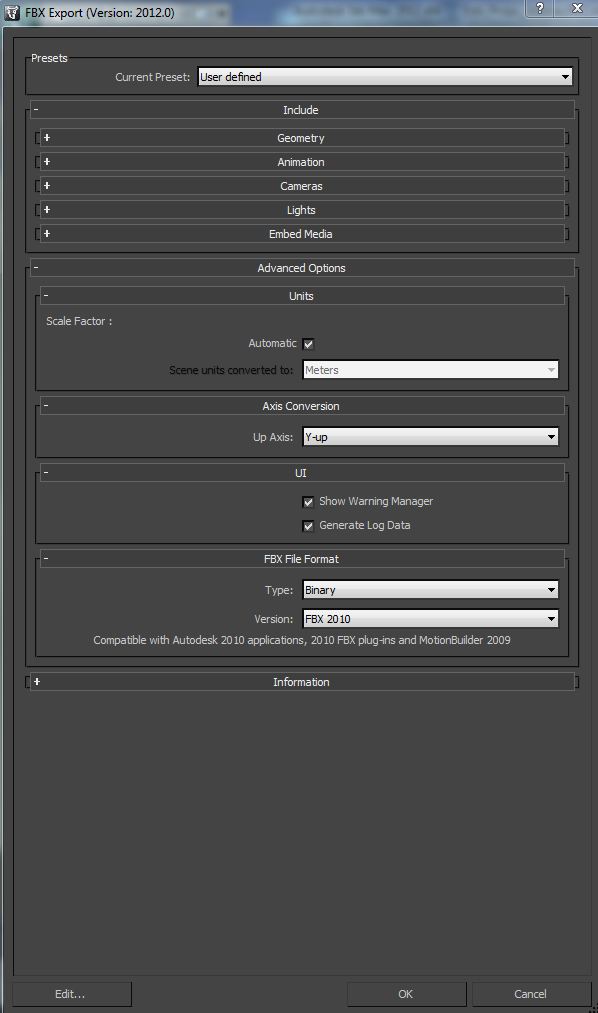 FBX Export (Version: 2012.0)
Presets
Current Preset: User defined
- Include
+ Geometry
+ Animation
+ Cameras
+ Lights
+ Embed Media
- Advanced Options
- Units
Scale Factor :
Automatic
Scene units converted to: Meters
- Axis Conversion
Up Axis: Y-up
- UI
Show Warning Manager
Generate Log Data
- FBX File Format
Type: Binary
Version: FBX 2010
Compatible with Autodesk 2010 applications, 2010 FBX plug-ins and MotionBuilder 2009
+ Information
Edit... OK Cancel